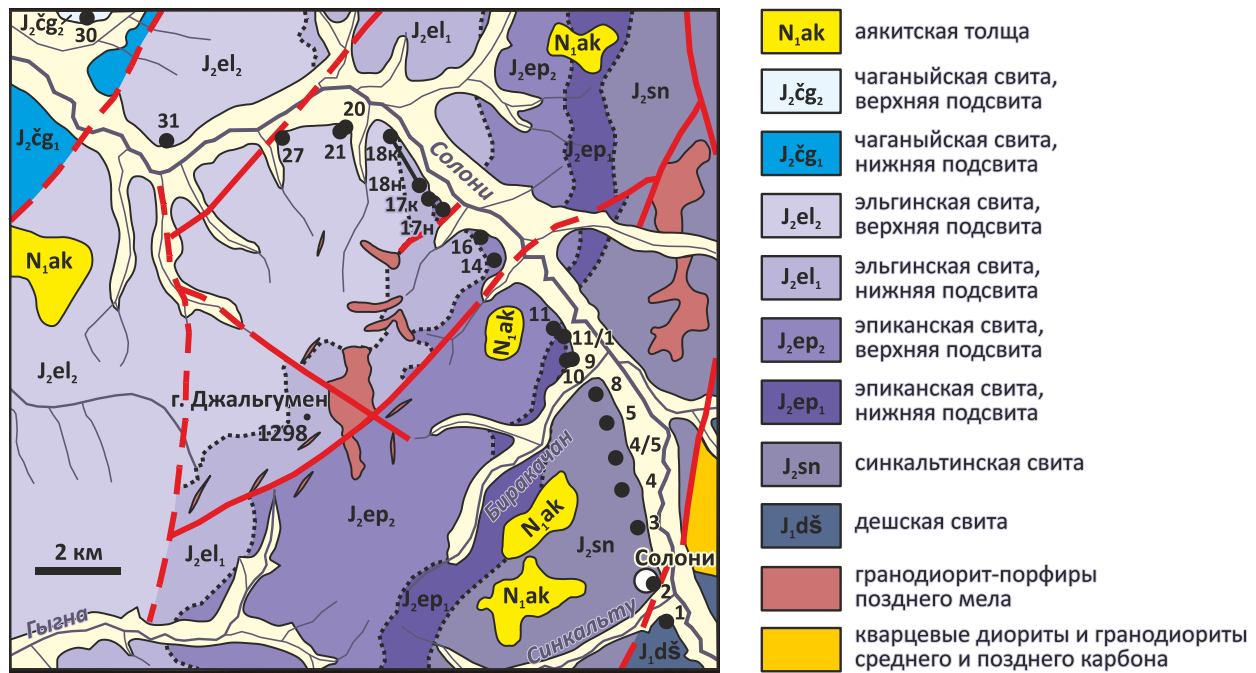 J₂čg₂
30
J₂el₂
J₂el₁
N₁ak
J₂ep₂
J₂sn
J₂čg₁
31
20
27
21
18к
Солони
J₂ep₁
18н
17к
17н
16
14
N₁ak
N₁ak
11
11/1
9
10
J₂el₂
г. Джальгумен
1298
8
5
4/5
4
3
Биракачан
J₂ep₂
N₁ak
J₂sn
2 км
J₂el₁
Солони
N₁ak
J₂ep₁
2
1
Гыгна
Синкальту
J₁dš
N₁ak аякитская толща
J₂čg₂ чаганыйская свита,
верхняя подсвита
J₂čg₁ чаганыйская свита,
нижняя подсвита
J₂el₂ эльгинская свита,
верхняя подсвита
J₂el₁ эльгинская свита,
нижняя подсвита
J₂ep₂ эпиканская свита,
верхняя подсвита
J₂ep₁ эпиканская свита,
нижняя подсвита
J₂sn синкальтинская свита
J₁dš дешская свита
гранодиорит-порфиры
позднего мела
кварцевые диориты и гранодиориты
среднего и позднего карбона